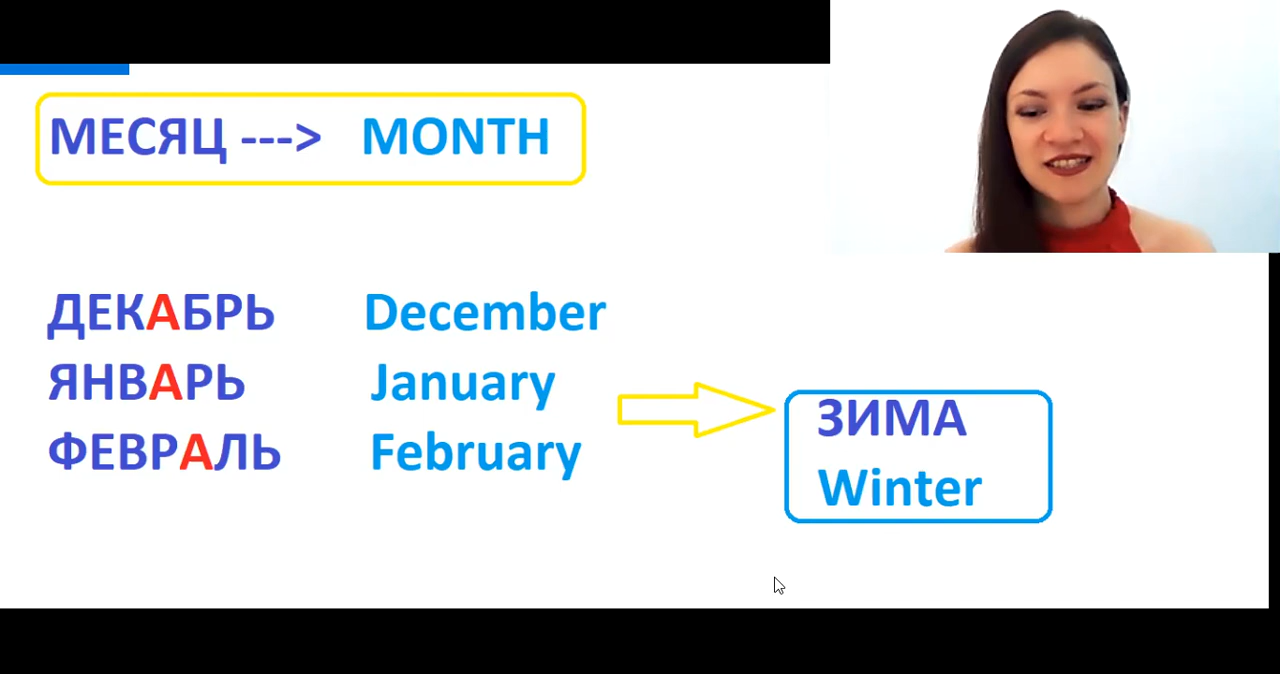 МЕСЯЦ ---> MONTH
ДЕКАБРЬ December
ЯНВАРЬ January
ФЕВРАЛЬ February
ЗИМА
Winter